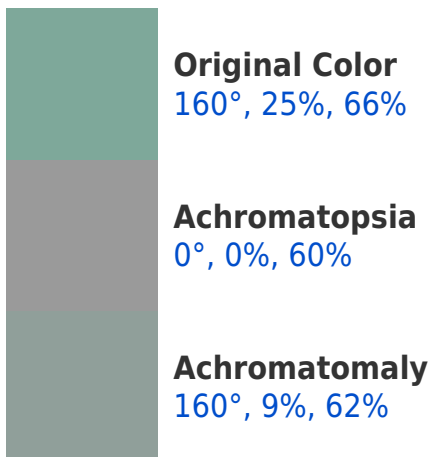 Original Color
160°, 25%, 66%
Achromatopsia
0°, 0%, 60%
Achromatomaly
160°, 9%, 62%